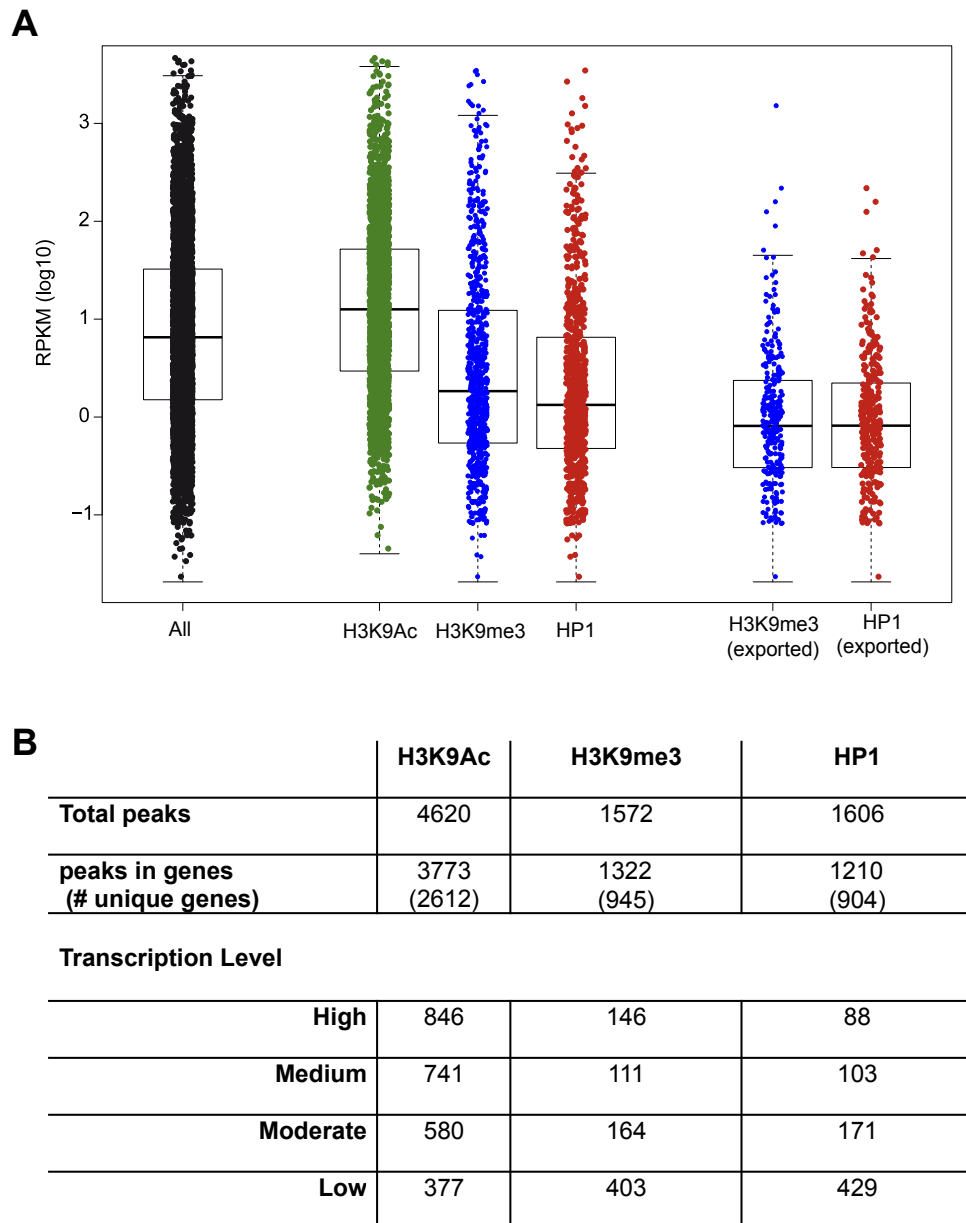 A
RPKM (log10)
3
2
1
0
−1
All
H3K9Ac
H3K9me3
HP1
H3K9me3
(exported)
HP1
(exported)
B
H3K9Ac H3K9me3 HP1
Total peaks 4620 1572 1606
peaks in genes 3773 1322 1210
(# unique genes) (2612) (945) (904)
Transcription Level
High 846 146 88
Medium 741 111 103
Moderate 580 164 171
Low 377 403 429